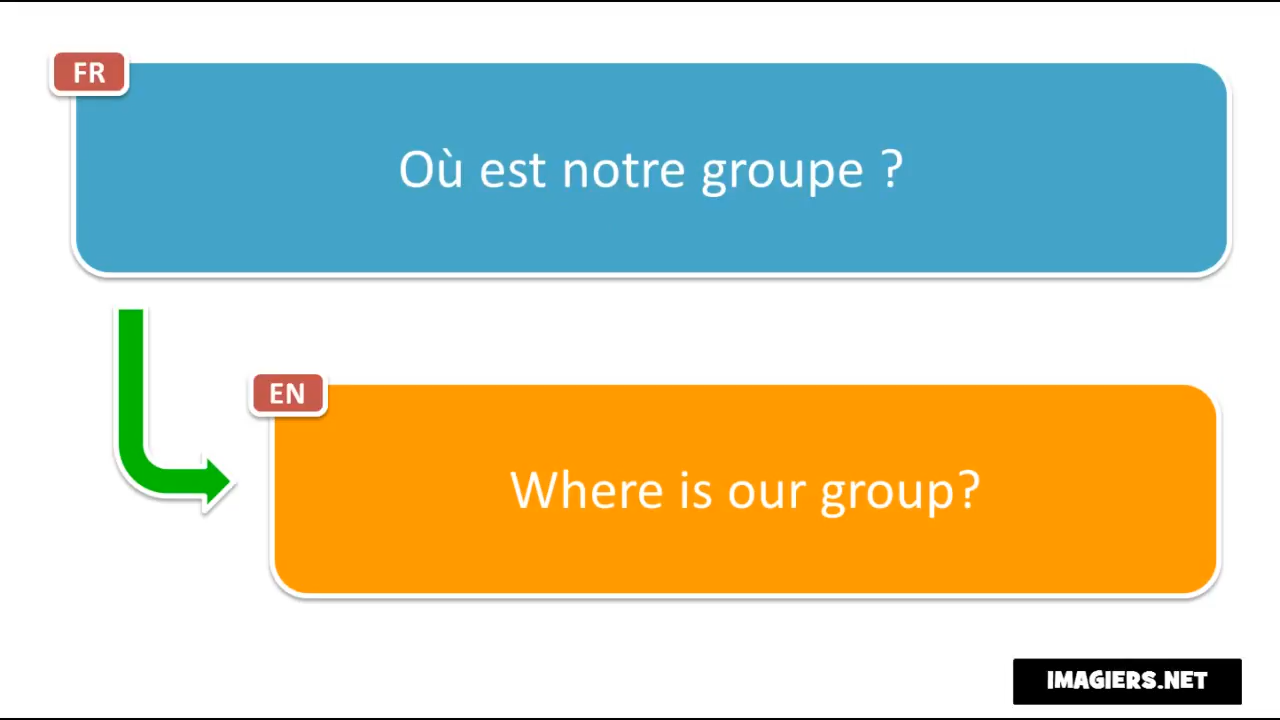 FR
Où est notre groupe ?
EN
Where is our group?
IMAGIERS.NET